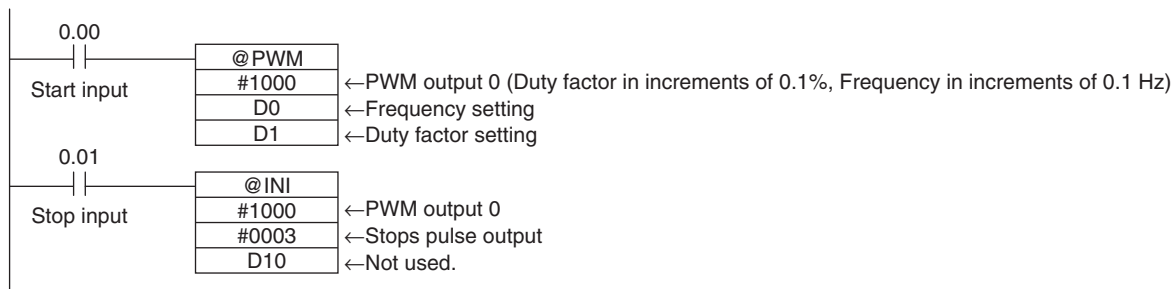 0.00
Start input
@PWM
#1000 ←PWM output 0 (Duty factor in increments of 0.1%, Frequency in increments of 0.1 Hz)
D0 ←Frequency setting
D1 ←Duty factor setting
0.01
Stop input
@INI
#1000 ←PWM output 0
#0003 ←Stops pulse output
D10 ←Not used.